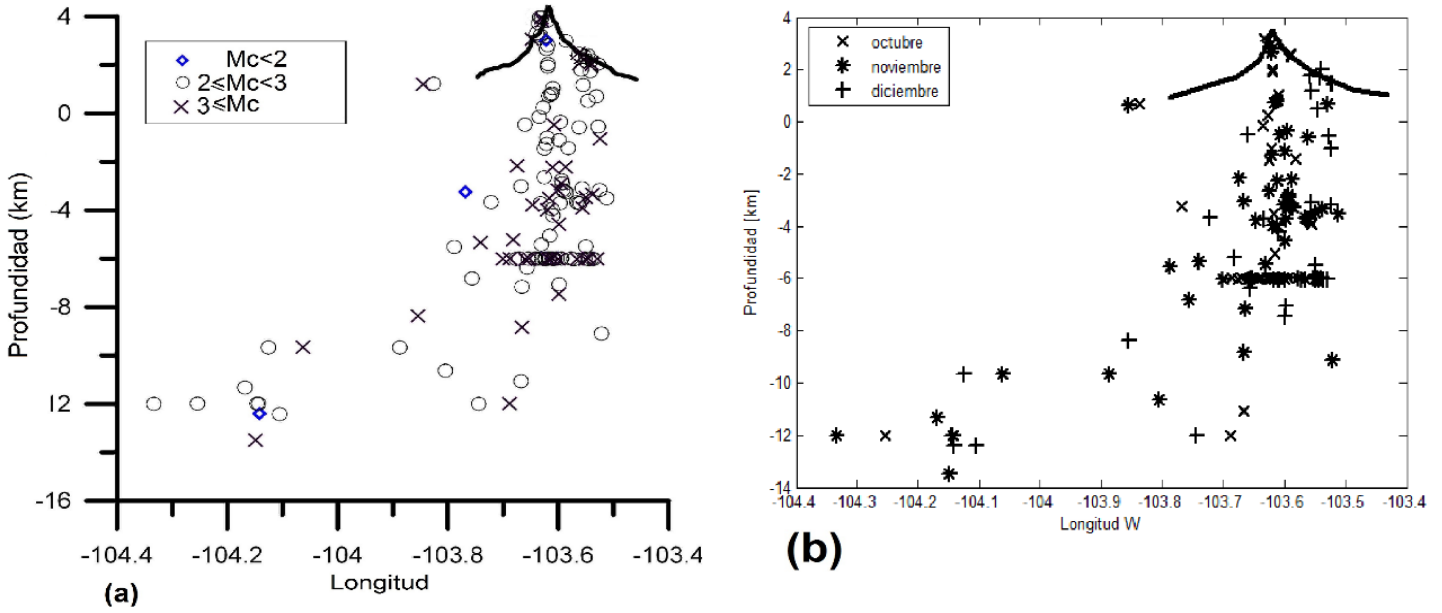 4
0
-4
-8
12
-16
Profundidad (km)
Mc<2
2≤Mc<3
3≤Mc
-104.4
-104.2
-104
-103.8
-103.6
-103.4
Longitud
(a)
4
2
0
-2
-4
-6
-8
-10
-12
-14
Profundidad [km]
octubre
noviembre
diciembre
-104.4
-104.3
-104.2
-104.1
-104
-103.9
-103.8
-103.7
-103.6
-103.5
-103.4
Longitud W
(b)